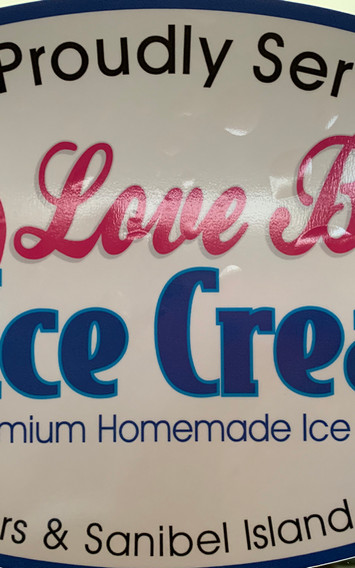 Proudly Ser
Love B
Ice Crea
mium Homemade Ice
rs & Sanibel Island